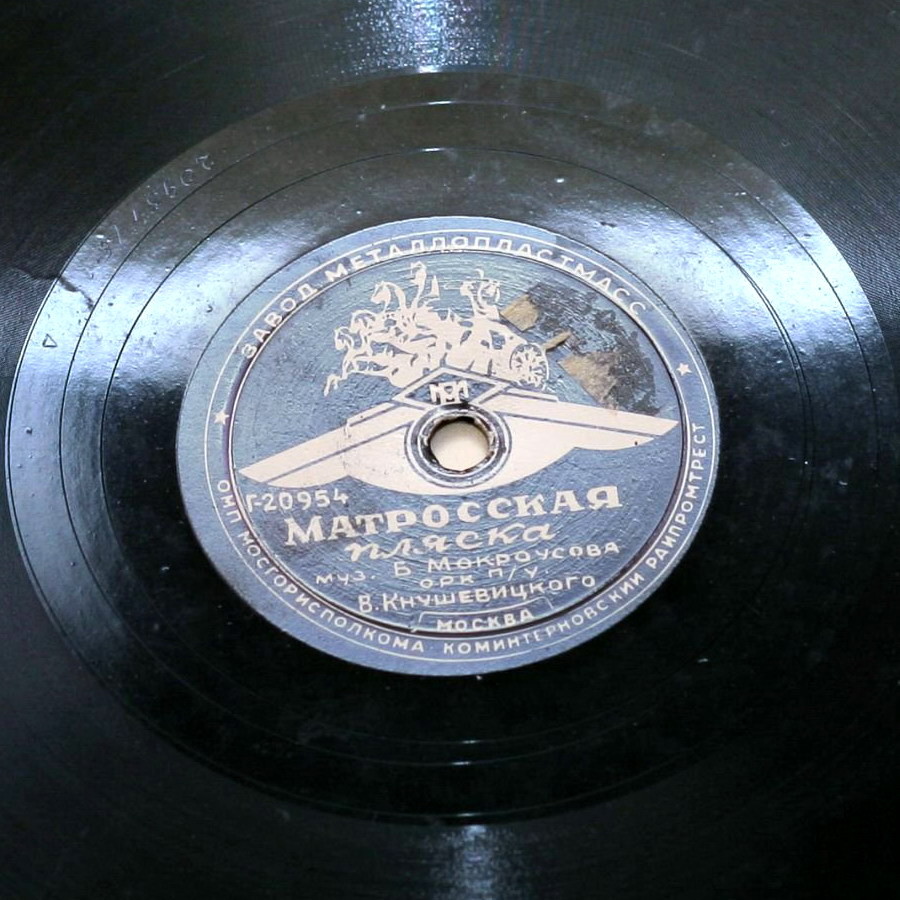 ЗАВОД МЕТАЛЛОПЛАСТМАСС
Г-20954
МАТРОССКАЯ
ПЛЯСКА
МУЗ. Б МОКРОУСОВА
ОРК П/У.
В. КНУШЕВИЦКОГО
МОСКВА
ОМП МОСГОРИСПОЛКОМА КОМИНТЕРНОВСКИЙ РАЙПРОМТРЕСТ